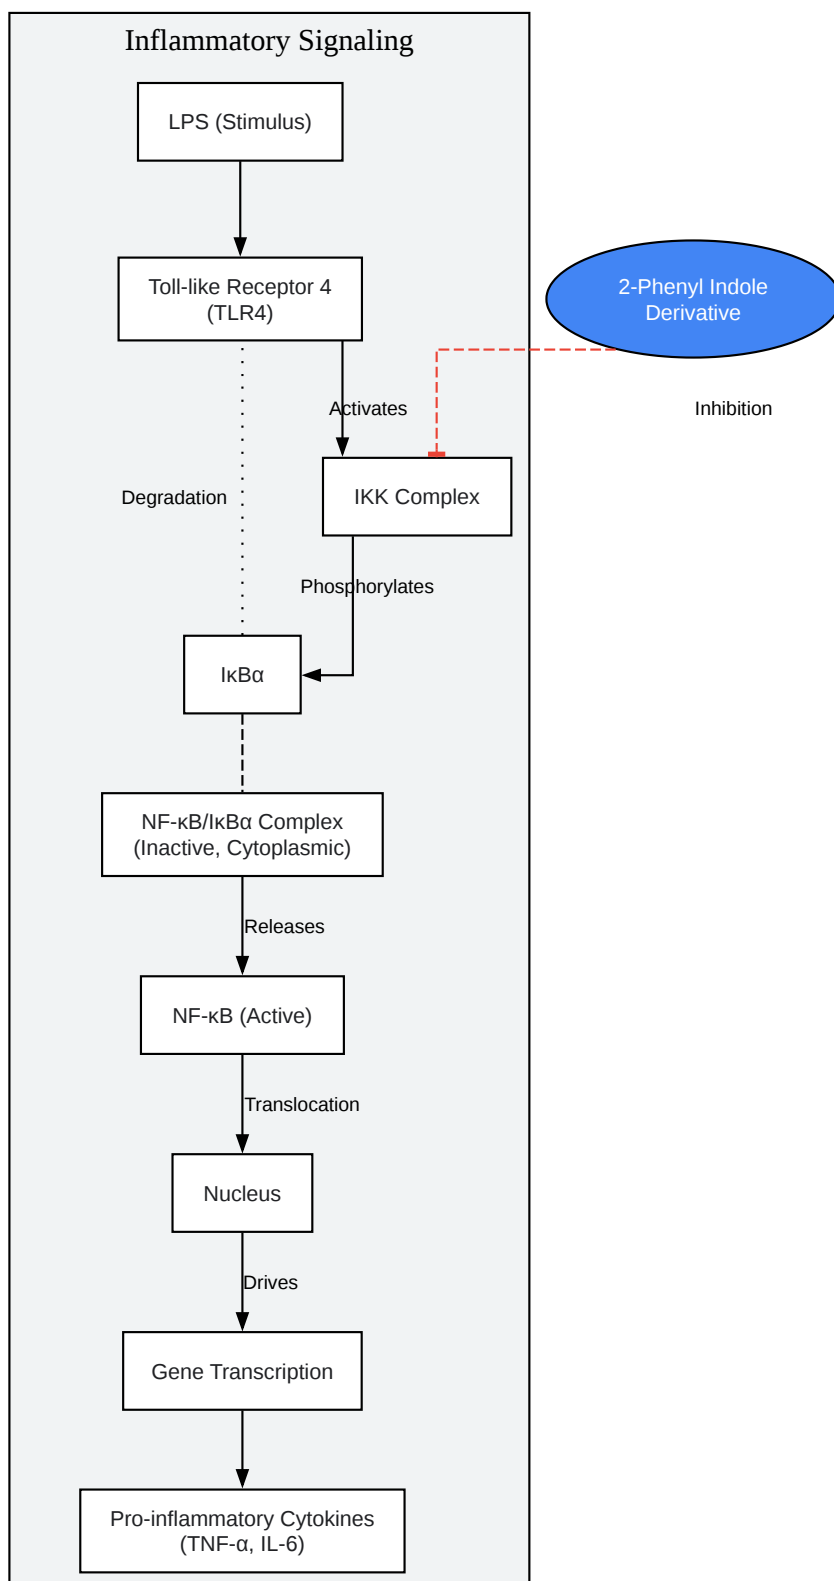 Inflammatory Signaling
LPS (Stimulus)
Toll-like Receptor 4
(TLR4)
2-Phenyl Indole
Derivative
Activates
Inhibition
Degradation
IKK Complex
Phosphorylates
IκBα
NF-κB/IκBα Complex
(Inactive, Cytoplasmic)
Releases
NF-κB (Active)
Translocation
Nucleus
Drives
Gene Transcription
Pro-inflammatory Cytokines
(TNF-α, IL-6)